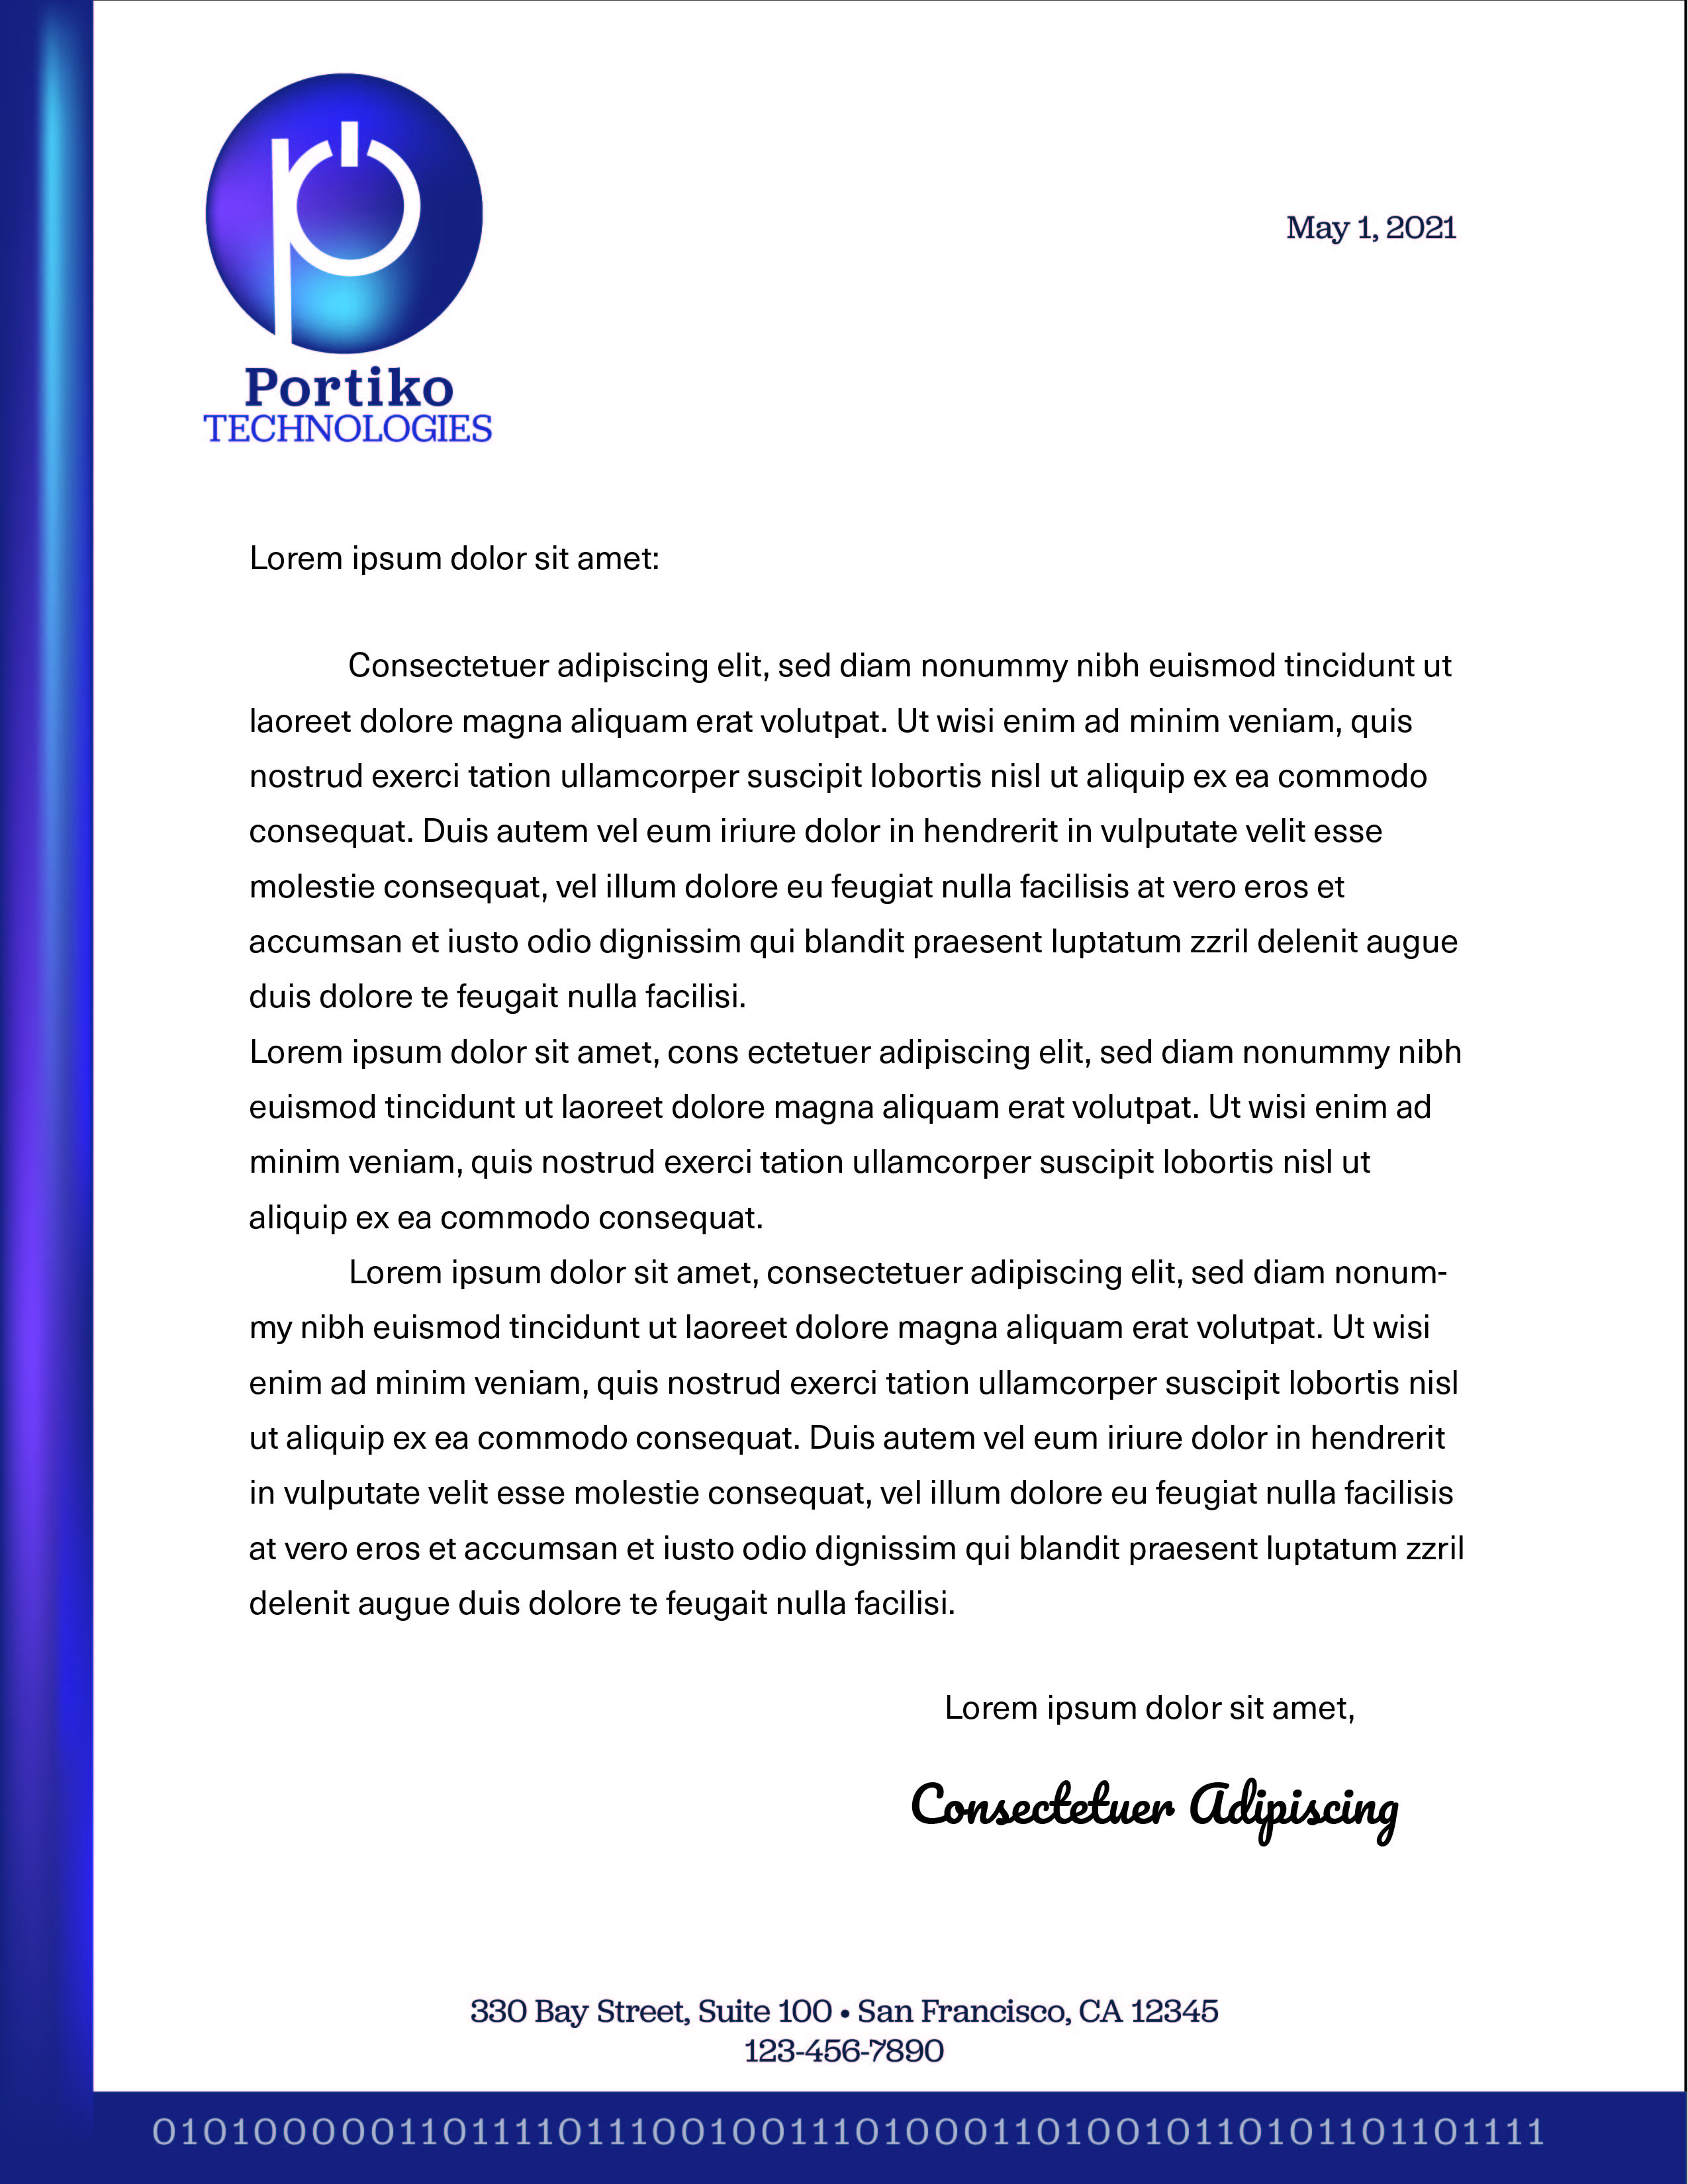 Portiko
TECHNOLOGIES
May 1, 2021
Lorem ipsum dolor sit amet:
Consectetuer adipiscing elit, sed diam nonummy nibh euismod tincidunt ut
laoreet dolore magna aliquam erat volutpat. Ut wisi enim ad minim veniam, quis
nostrud exerci tation ullamcorper suscipit lobortis nisl ut aliquip ex ea commodo
consequat. Duis autem vel eum iriure dolor in hendrerit in vulputate velit esse
molestie consequat, vel illum dolore eu feugiat nulla facilisis at vero eros et
accumsan et iusto odio dignissim qui blandit praesent luptatum zzril delenit augue
duis dolore te feugait nulla facilisi.
Lorem ipsum dolor sit amet, cons ectetuer adipiscing elit, sed diam nonummy nibh
euismod tincidunt ut laoreet dolore magna aliquam erat volutpat. Ut wisi enim ad
minim veniam, quis nostrud exerci tation ullamcorper suscipit lobortis nisl ut
aliquip ex ea commodo consequat.
Lorem ipsum dolor sit amet, consectetuer adipiscing elit, sed diam nonum-
my nibh euismod tincidunt ut laoreet dolore magna aliquam erat volutpat. Ut wisi
enim ad minim veniam, quis nostrud exerci tation ullamcorper suscipit lobortis nisl
ut aliquip ex ea commodo consequat. Duis autem vel eum iriure dolor in hendrerit
in vulputate velit esse molestie consequat, vel illum dolore eu feugiat nulla facilisis
at vero eros et accumsan et iusto odio dignissim qui blandit praesent luptatum zzril
delenit augue duis dolore te feugait nulla facilisi.
Lorem ipsum dolor sit amet,
Consectetuer Adipiscing
330 Bay Street, Suite 100 • San Francisco, CA 12345
123-456-7890
010100000011011110111001001110100011010010110101101101111